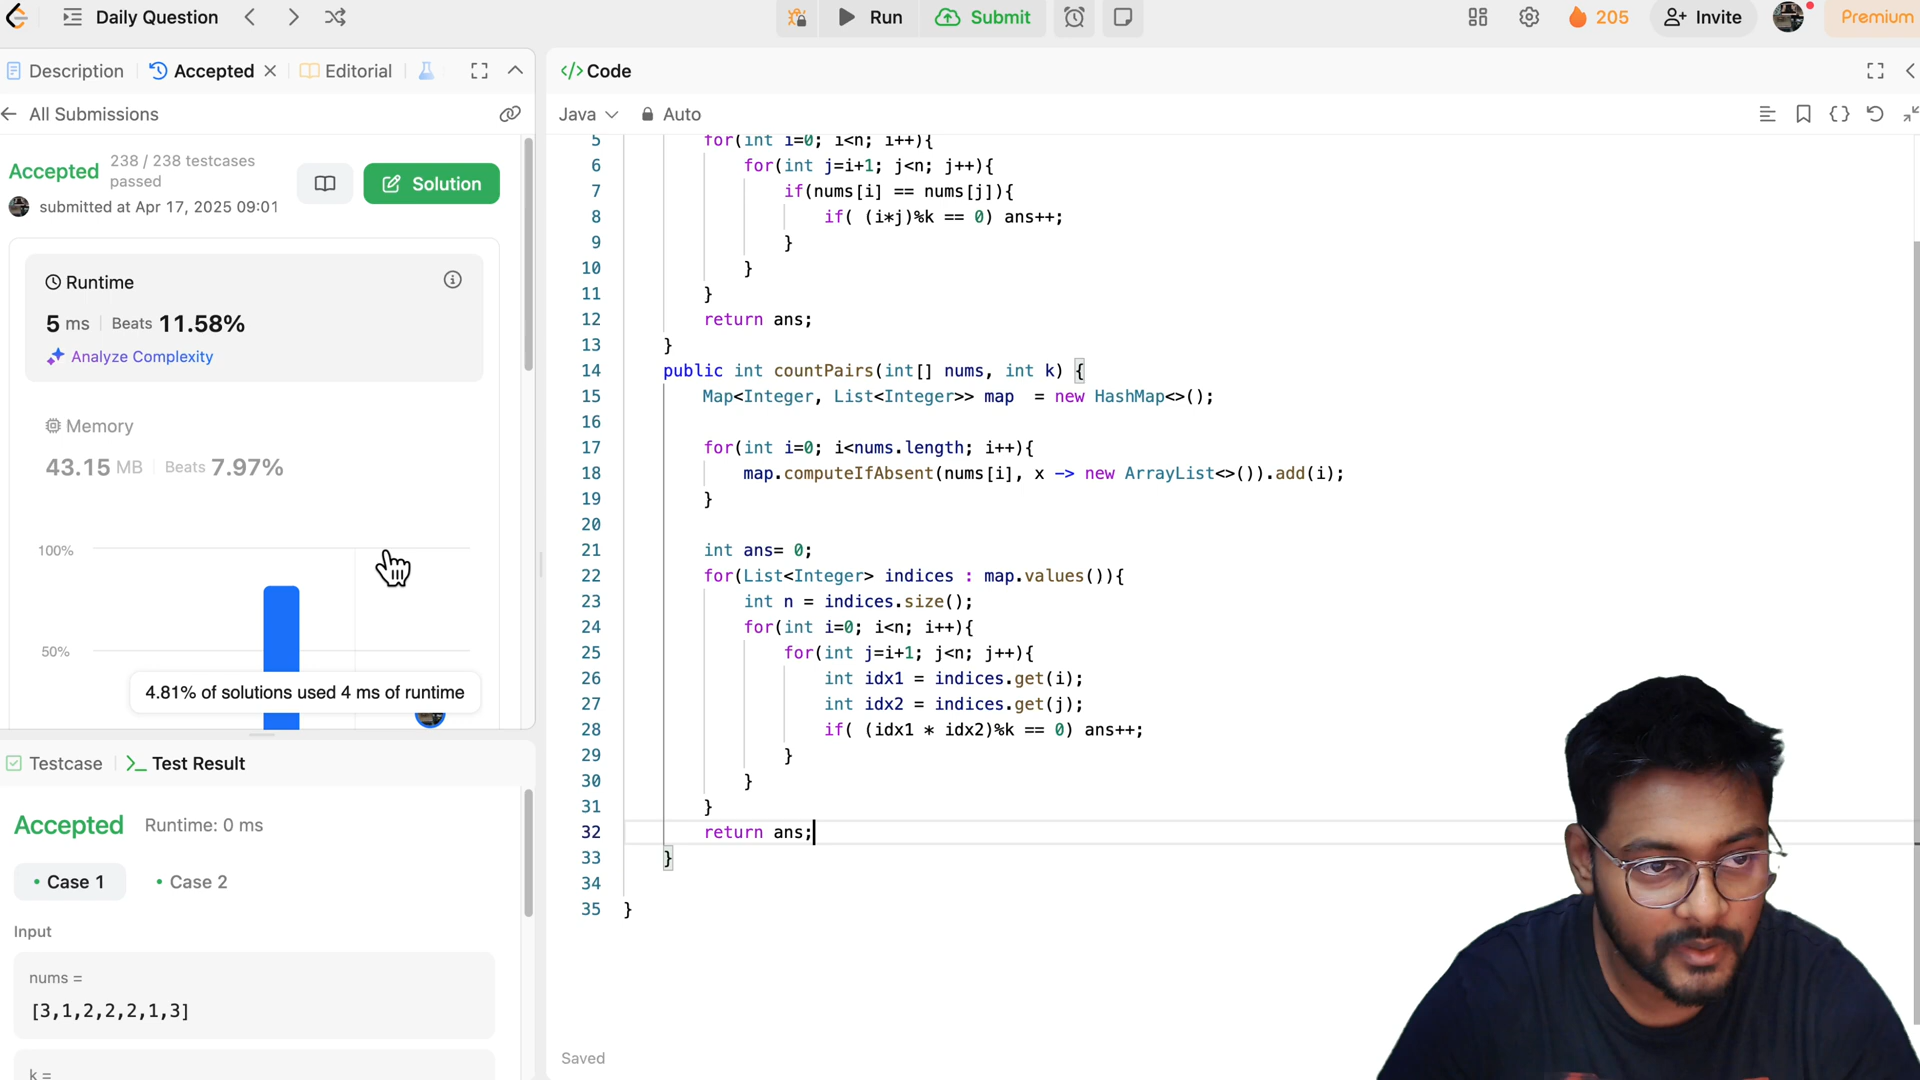 Daily Question
Run
Submit
205
Invite
Premium
Description
Accepted
Editorial
</> Code
All Submissions
Java
Auto
Accepted
238 / 238 testcases
passed
submitted at Apr 17, 2025 09:01
Solution
Runtime
5 ms
Beats 11.58%
Analyze Complexity
Memory
43.15 MB
Beats 7.97%
100%
50%
4.81% of solutions used 4 ms of runtime
Testcase
Test Result
Accepted
Runtime: 0 ms
Case 1
Case 2
Input
nums =
[3,1,2,2,2,1,3]
k =
5 for(int i=0; i<n; i++){
6 for(int j=i+1; j<n; j++){
7 if(nums[i] == nums[j]){
8 if( (i*j)%k == 0) ans++;
9 }
10 }
11 }
12 return ans;
13 }
14 public int countPairs(int[] nums, int k) {
15 Map<Integer, List<Integer>> map  = new HashMap<>();
16
17 for(int i=0; i<nums.length; i++){
18 map.computeIfAbsent(nums[i], x -> new ArrayList<>()).add(i);
19 }
20
21 int ans= 0;
22 for(List<Integer> indices : map.values()){
23 int n = indices.size();
24 for(int i=0; i<n; i++){
25 for(int j=i+1; j<n; j++){
26 int idx1 = indices.get(i);
27 int idx2 = indices.get(j);
28 if( (idx1 * idx2)%k == 0) ans++;
29 }
30 }
31 }
32 return ans;
33 }
34
35 }
Saved